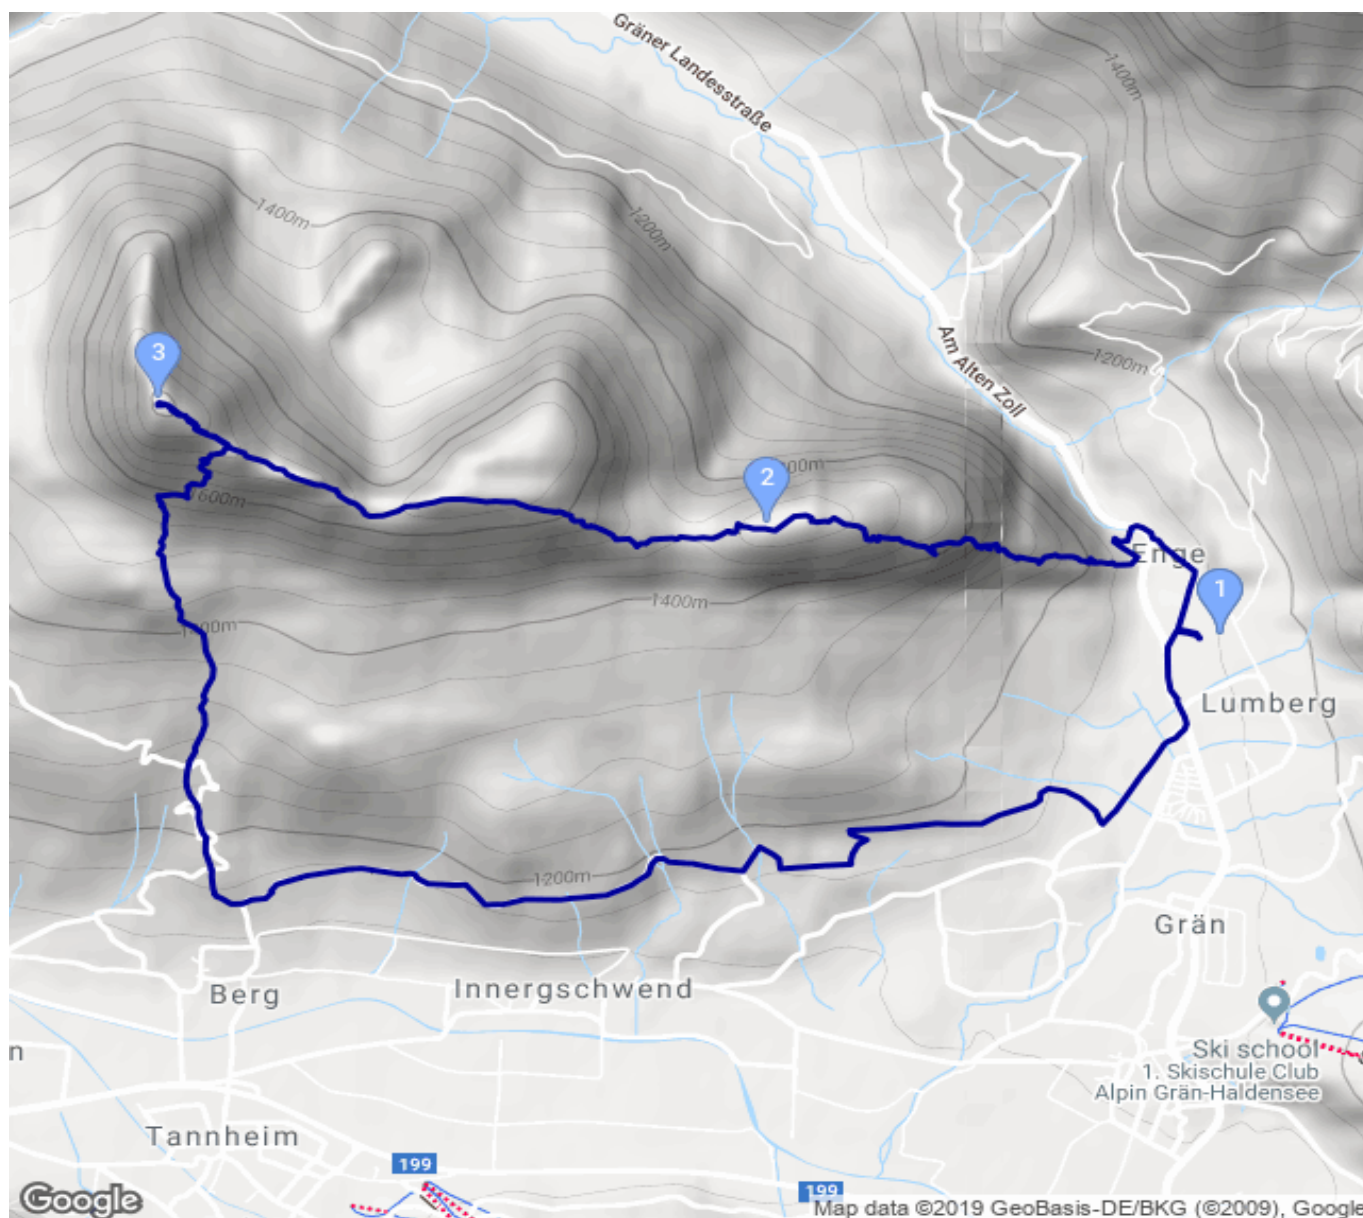 Gräner Landesstraße
1400m
1400m
1200m
Am Alten Zoll
1200m
3
2
1600m
Enge
1
1400m
Lumberg
1200m
Grän
Berg
Innergschwend
Ski school
1. Skischule Club
Alpin Grän-Haldensee
Tannheim
199
199
Google
Map data ©2019 GeoBasis-DE/BKG (©2009), Google